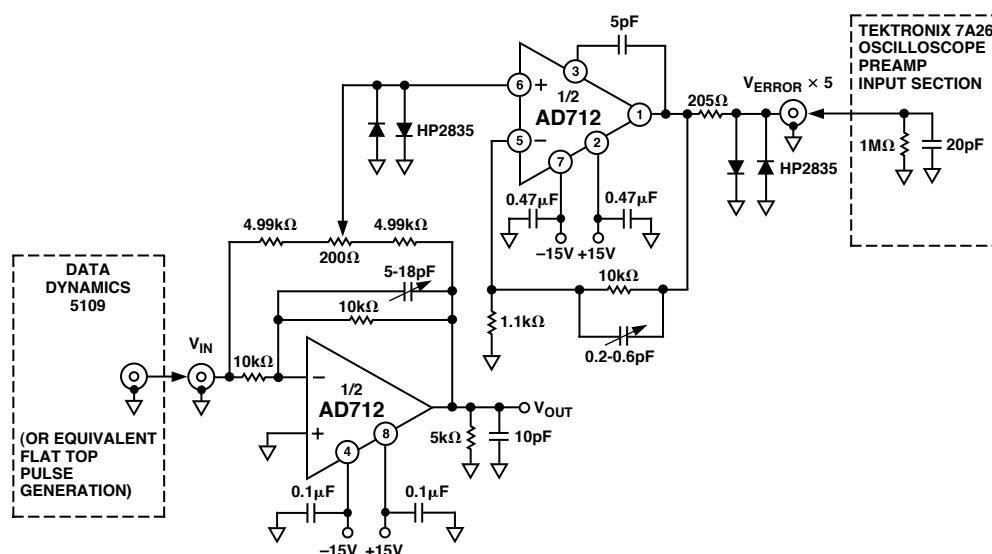 5pF
TEKTRONIX 7A26
OSCILLOSCOPE
PREAMP
INPUT SECTION
3
V_ERROR × 5
6
+
1/2
AD712
1
205Ω
HP2835
5
–
2
7
1MΩ
20pF
HP2835
0.47µF
0.47µF
–15V
+15V
4.99kΩ
4.99kΩ
200Ω
DATA
DYNAMICS
5109
5-18pF
10kΩ
10kΩ
1.1kΩ
V_IN
0.2-0.6pF
10kΩ
–
1/2
AD712
V_OUT
+
8
4
5kΩ
10pF
(OR EQUIVALENT
FLAT TOP
PULSE
GENERATION)
0.1µF
0.1µF
–15V
+15V